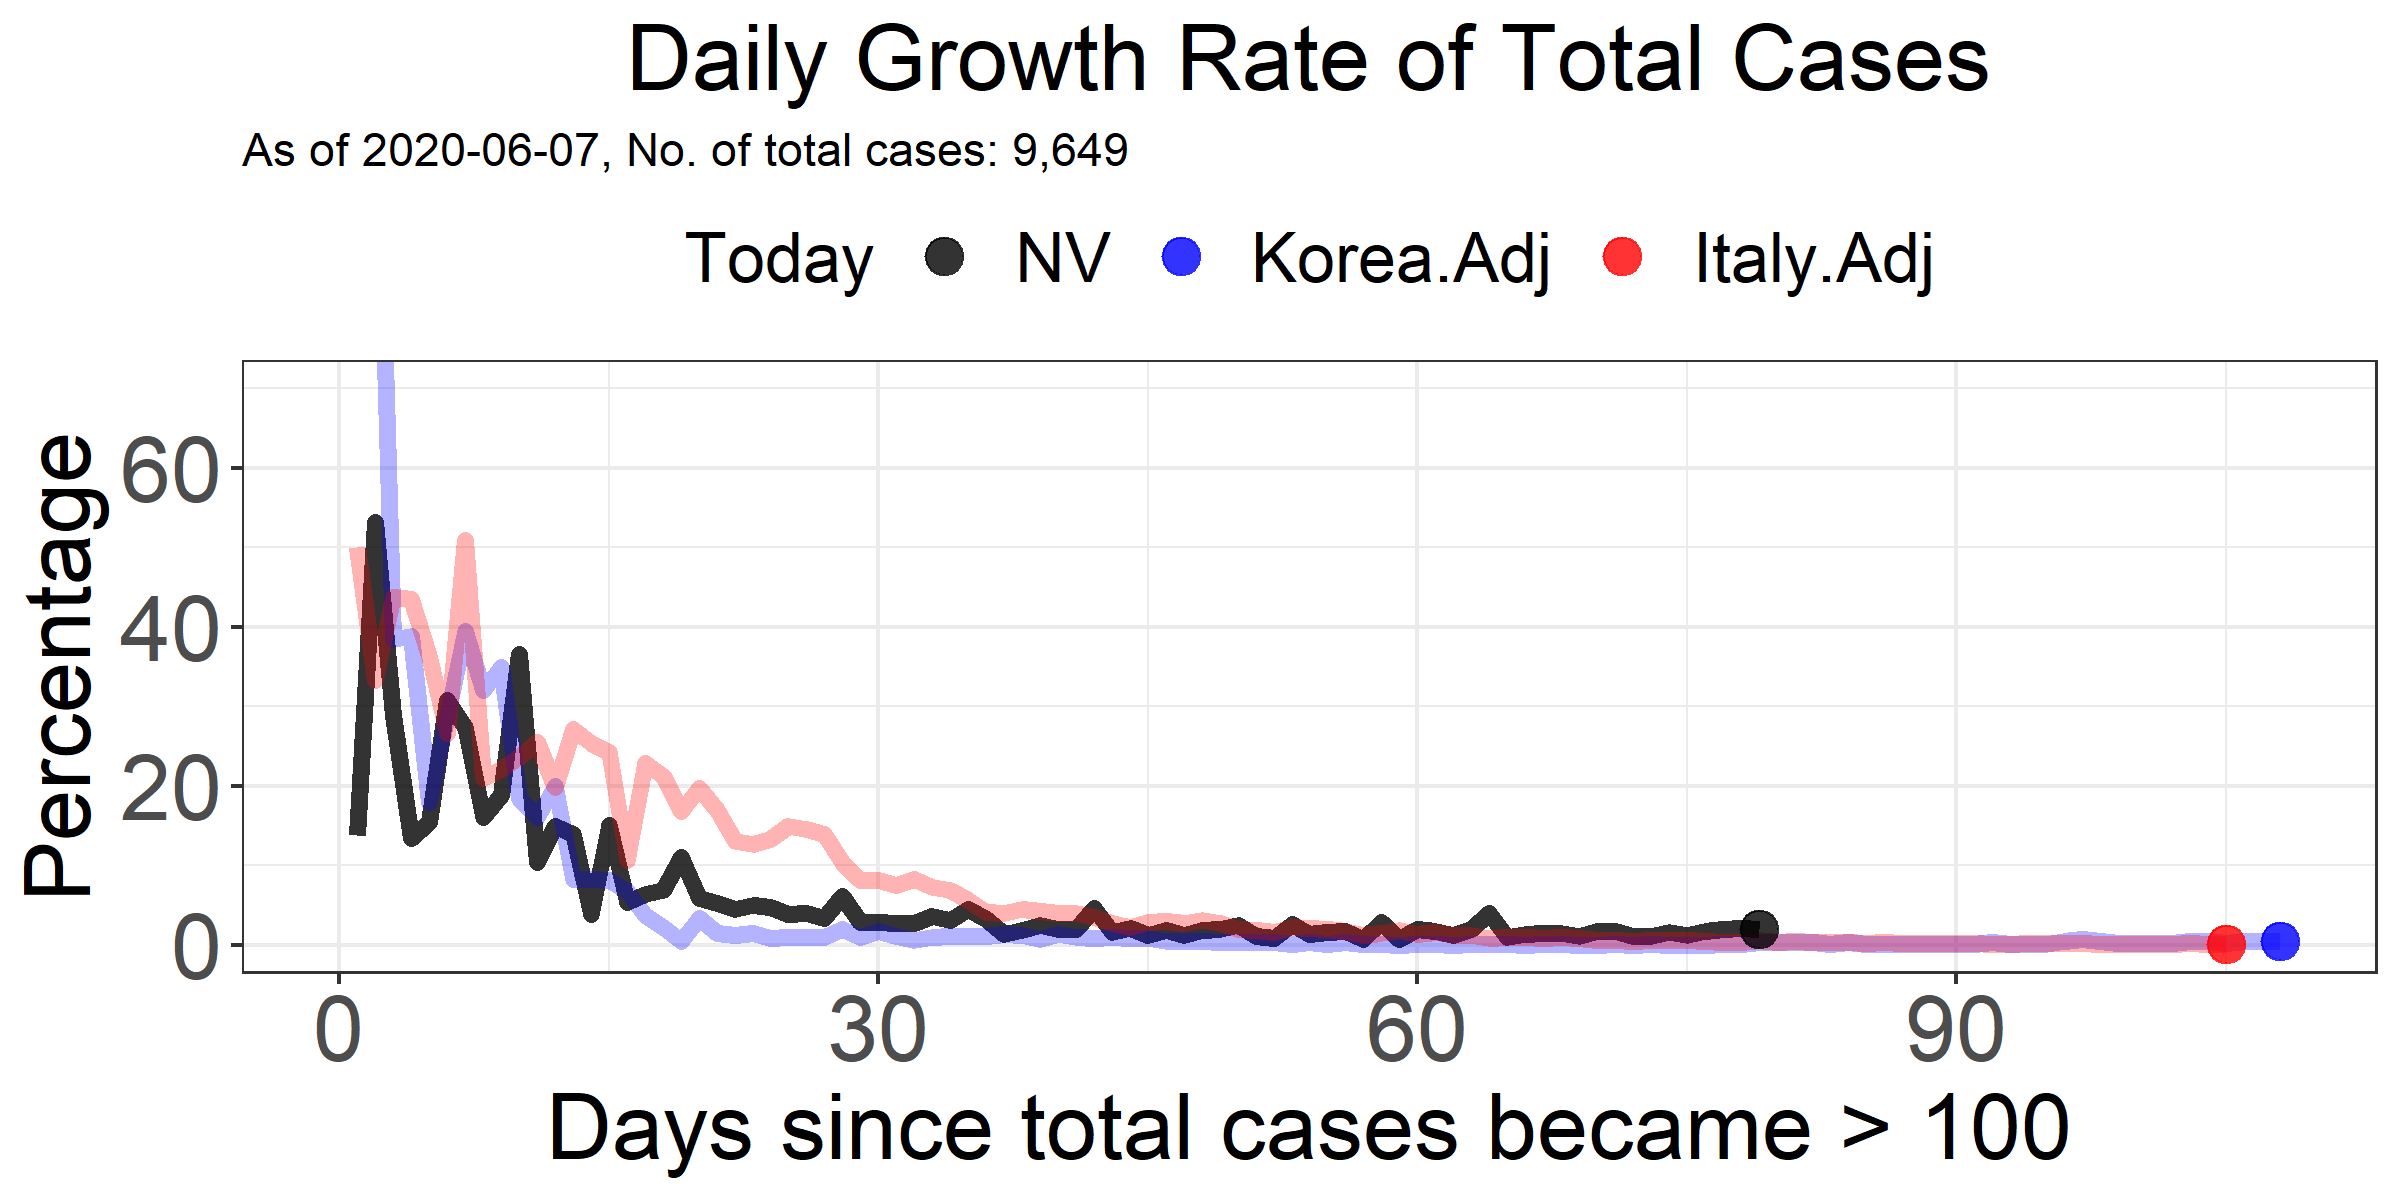 Daily Growth Rate of Total Cases
As of 2020-06-07, No. of total cases: 9,649
Today NV Korea.Adj Italy.Adj
Percentage
60
40
20
0
0 30 60 90
Days since total cases became > 100